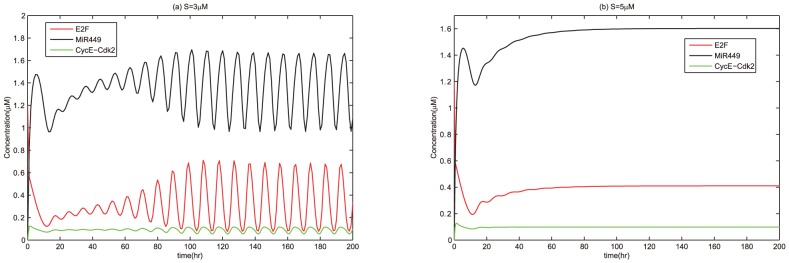 (a) S=3μM
E2F
MiR449
CycE−Cdk2
Concentration(μM)
2
1.8
1.6
1.4
1.2
1
0.8
0.6
0.4
0.2
0
0 20 40 60 80 100 120 140 160 180 200
time(hr)
(b) S=5μM
E2F
MiR449
CycE−Cdk2
Concentration(μM)
1.6
1.4
1.2
1
0.8
0.6
0.4
0.2
0
0 20 40 60 80 100 120 140 160 180 200
time(hr)